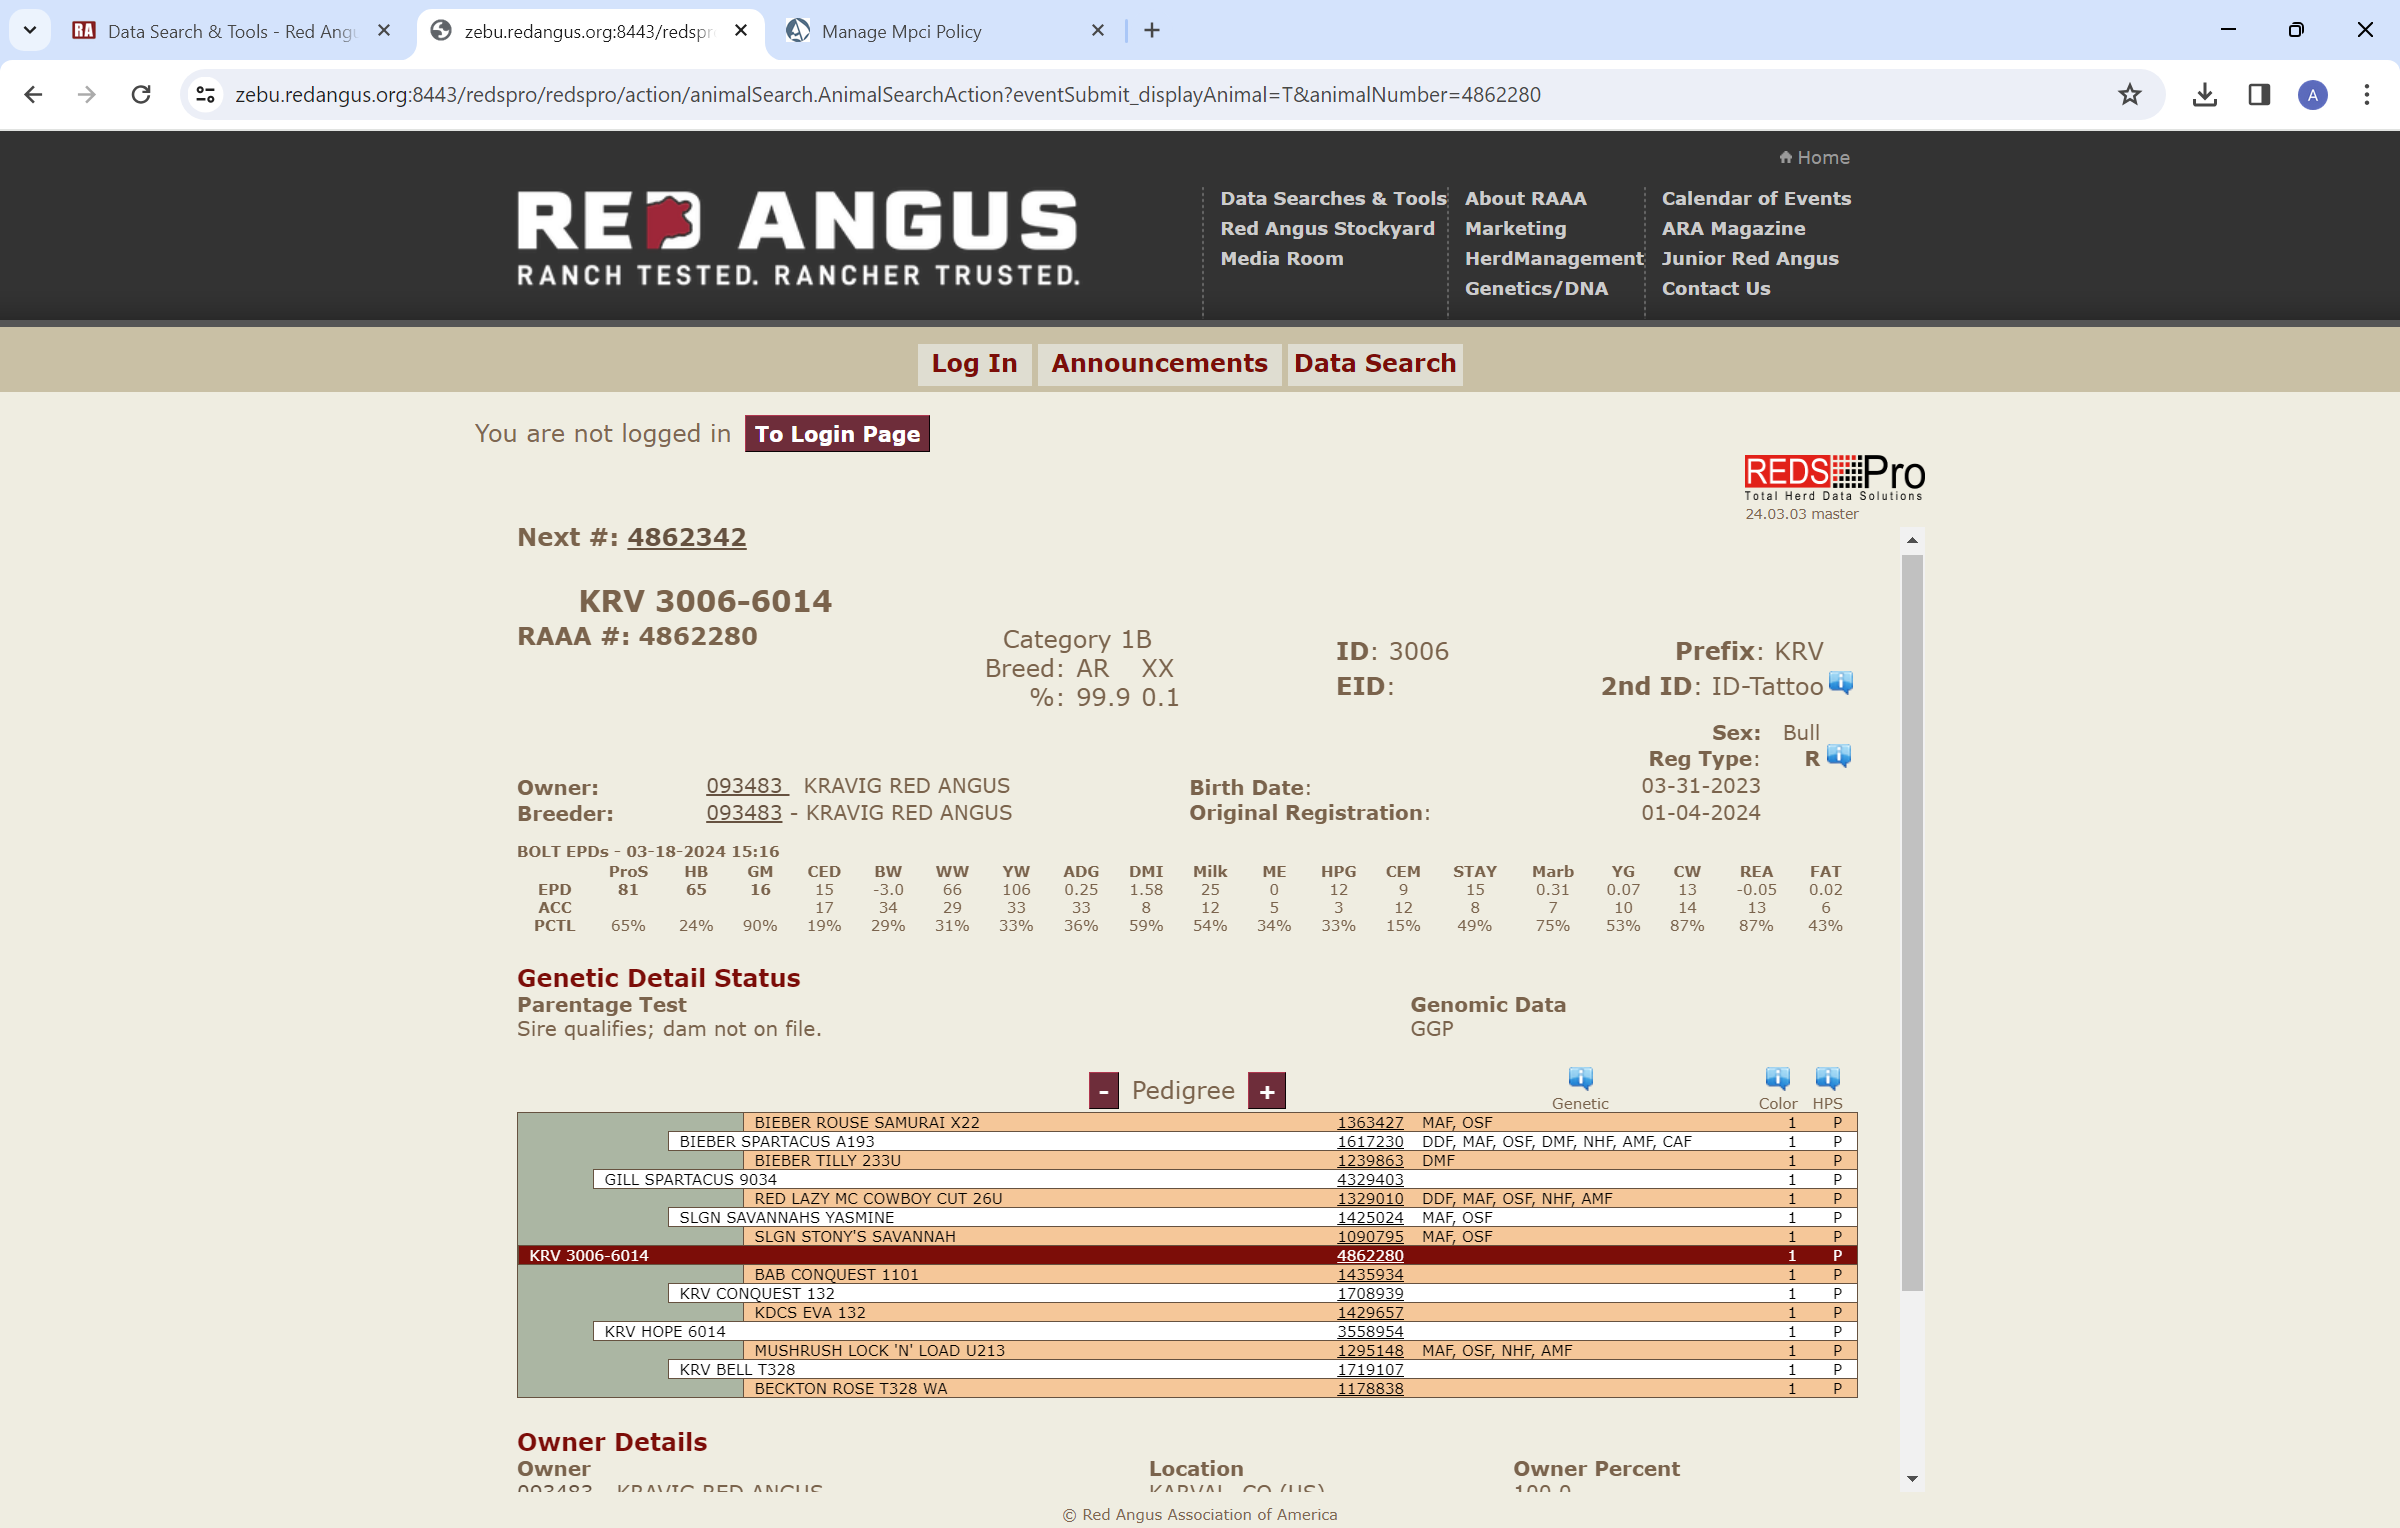 RA Data Search & Tools - Red Angu
zebu.redangus.org:8443/redspro
Manage Mpci Policy
zebu.redangus.org:8443/redspro/redspro/action/animalSearch.AnimalSearchAction?eventSubmit_displayAnimal=T&animalNumber=4862280
A
Home
RED ANGUS
RANCH TESTED. RANCHER TRUSTED.
Data Searches & Tools About RAAA Calendar of Events
Red Angus Stockyard Marketing ARA Magazine
Media Room HerdManagement Junior Red Angus
Genetics/DNA Contact Us
Log In Announcements Data Search
You are not logged in To Login Page
REDS Pro
Total Herd Data Solutions
24.03.03 master
Next #: 4862342
KRV 3006-6014
RAAA #: 4862280
Category 1B
Breed: AR XX
%: 99.9 0.1
ID: 3006 Prefix: KRV
EID: 2nd ID: ID-Tattoo
Sex: Bull
Reg Type: R
Owner: 093483 KRAVIG RED ANGUS Birth Date: 03-31-2023
Breeder: 093483 - KRAVIG RED ANGUS Original Registration: 01-04-2024
BOLT EPDs - 03-18-2024 15:16
ProS HB GM CED BW WW YW ADG DMI Milk ME HPG CEM STAY Marb YG CW REA FAT
EPD 81 65 16 15 -3.0 66 106 0.25 1.58 25 0 12 9 15 0.31 0.07 13 -0.05 0.02
ACC 17 34 29 33 33 8 12 5 3 12 8 7 10 14 13 6
PCTL 65% 24% 90% 19% 29% 31% 33% 36% 59% 54% 34% 33% 15% 49% 75% 53% 87% 87% 43%
Genetic Detail Status
Parentage Test Genomic Data
Sire qualifies; dam not on file. GGP
- Pedigree + Genetic Color HPS
BIEBER ROUSE SAMURAI X22 1363427 MAF, OSF 1 P
BIEBER SPARTACUS A193 1617230 DDF, MAF, OSF, DMF, NHF, AMF, CAF 1 P
BIEBER TILLY 233U 1239863 DMF 1 P
GILL SPARTACUS 9034 4329403 1 P
RED LAZY MC COWBOY CUT 26U 1329010 DDF, MAF, OSF, NHF, AMF 1 P
SLGN SAVANNAHS YASMINE 1425024 MAF, OSF 1 P
SLGN STONY'S SAVANNAH 1090795 MAF, OSF 1 P
KRV 3006-6014 4862280 1 P
BAB CONQUEST 1101 1435934 1 P
KRV CONQUEST 132 1708939 1 P
KDCS EVA 132 1429657 1 P
KRV HOPE 6014 3558954 1 P
MUSHRUSH LOCK 'N' LOAD U213 1295148 MAF, OSF, NHF, AMF 1 P
KRV BELL T328 1719107 1 P
BECKTON ROSE T328 WA 1178838 1 P
Owner Details
Owner Location Owner Percent
093483 KRAVIG RED ANGUS KARVAL, CO (US) 100.0
© Red Angus Association of America